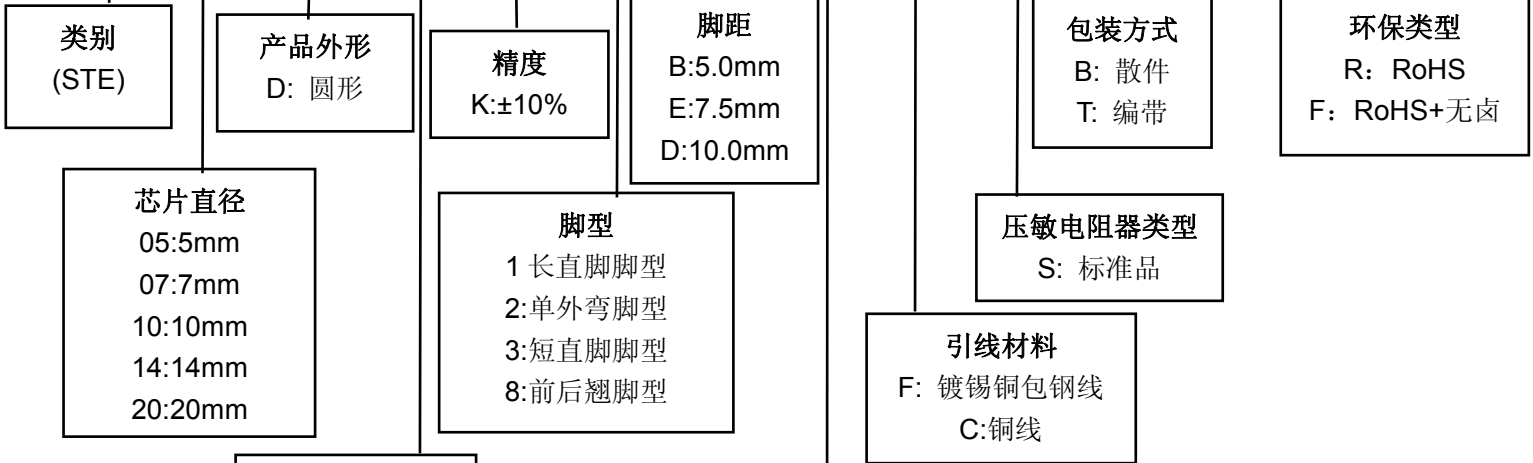 类别
(STE)
产品外形
D: 圆形
精度
K:±10%
脚距
B:5.0mm
E:7.5mm
D:10.0mm
包装方式
B: 散件
T: 编带
环保类型
R：RoHS
F：RoHS+无卤
芯片直径
05:5mm
07:7mm
10:10mm
14:14mm
20:20mm
脚型
1 长直脚脚型
2:单外弯脚型
3:短直脚脚型
8:前后翘脚型
压敏电阻器类型
S: 标准品
引线材料
F: 镀锡铜包钢线
C:铜线